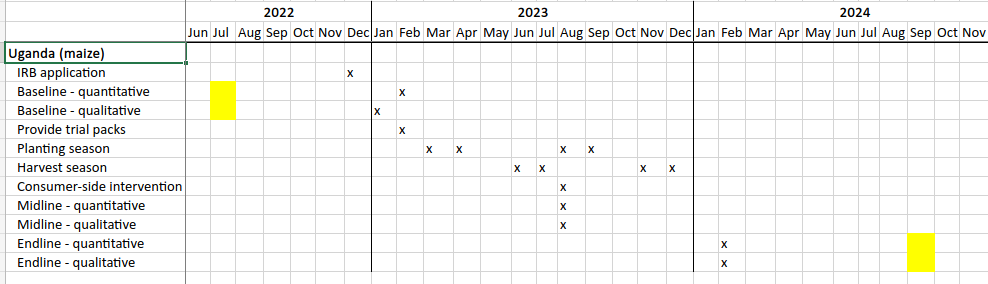 2022 2023 2024
Jun Jul Aug Sep Oct Nov Dec Jan Feb Mar Apr May Jun Jul Aug Sep Oct Nov Dec Jan Feb Mar Apr May Jun Jul Aug Sep Oct Nov
Uganda (maize)
IRB application x
Baseline - quantitative x
Baseline - qualitative x
Provide trial packs x
Planting season x x x x
Harvest season x x x x
Consumer-side intervention x
Midline - quantitative x
Midline - qualitative x
Endline - quantitative x
Endline - qualitative x